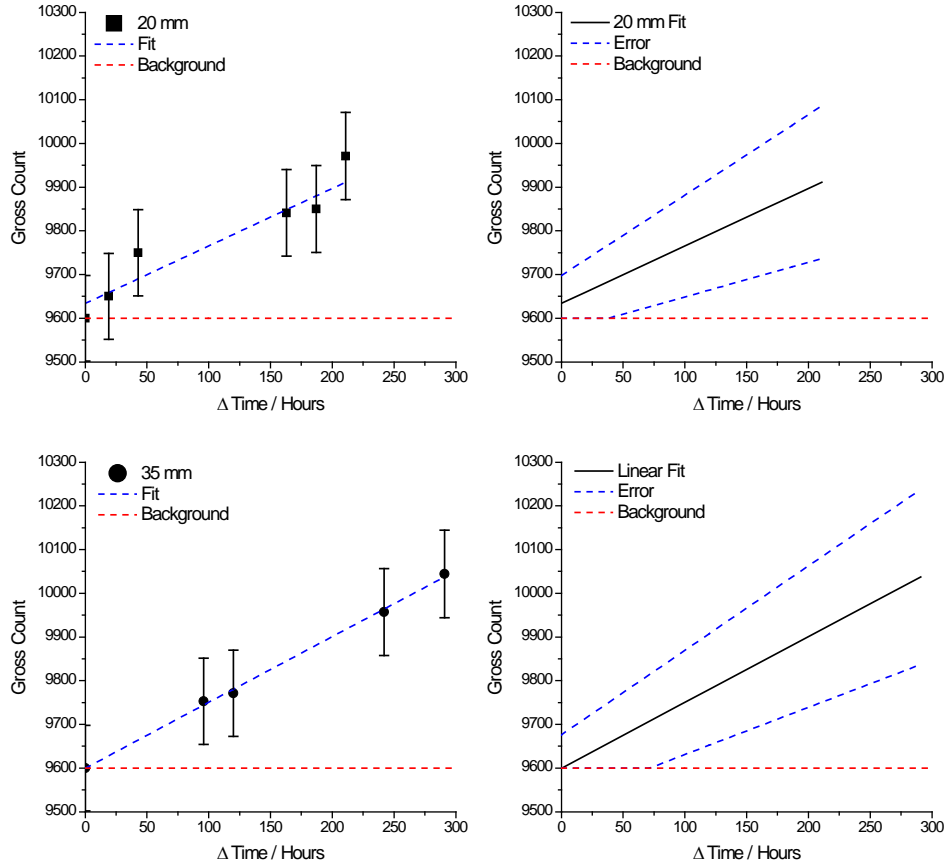 20 mm
Fit
Background
Gross Count
10300
10200
10100
10000
9900
9800
9700
9600
9500
0 50 100 150 200 250 300
Δ Time / Hours
20 mm Fit
Error
Background
Gross Count
10300
10200
10100
10000
9900
9800
9700
9600
9500
0 50 100 150 200 250 300
Δ Time / Hours
35 mm
Fit
Background
Gross Count
10300
10200
10100
10000
9900
9800
9700
9600
9500
0 50 100 150 200 250 300
Δ Time / Hours
Linear Fit
Error
Background
Gross Count
10300
10200
10100
10000
9900
9800
9700
9600
9500
0 50 100 150 200 250 300
Δ Time / Hours